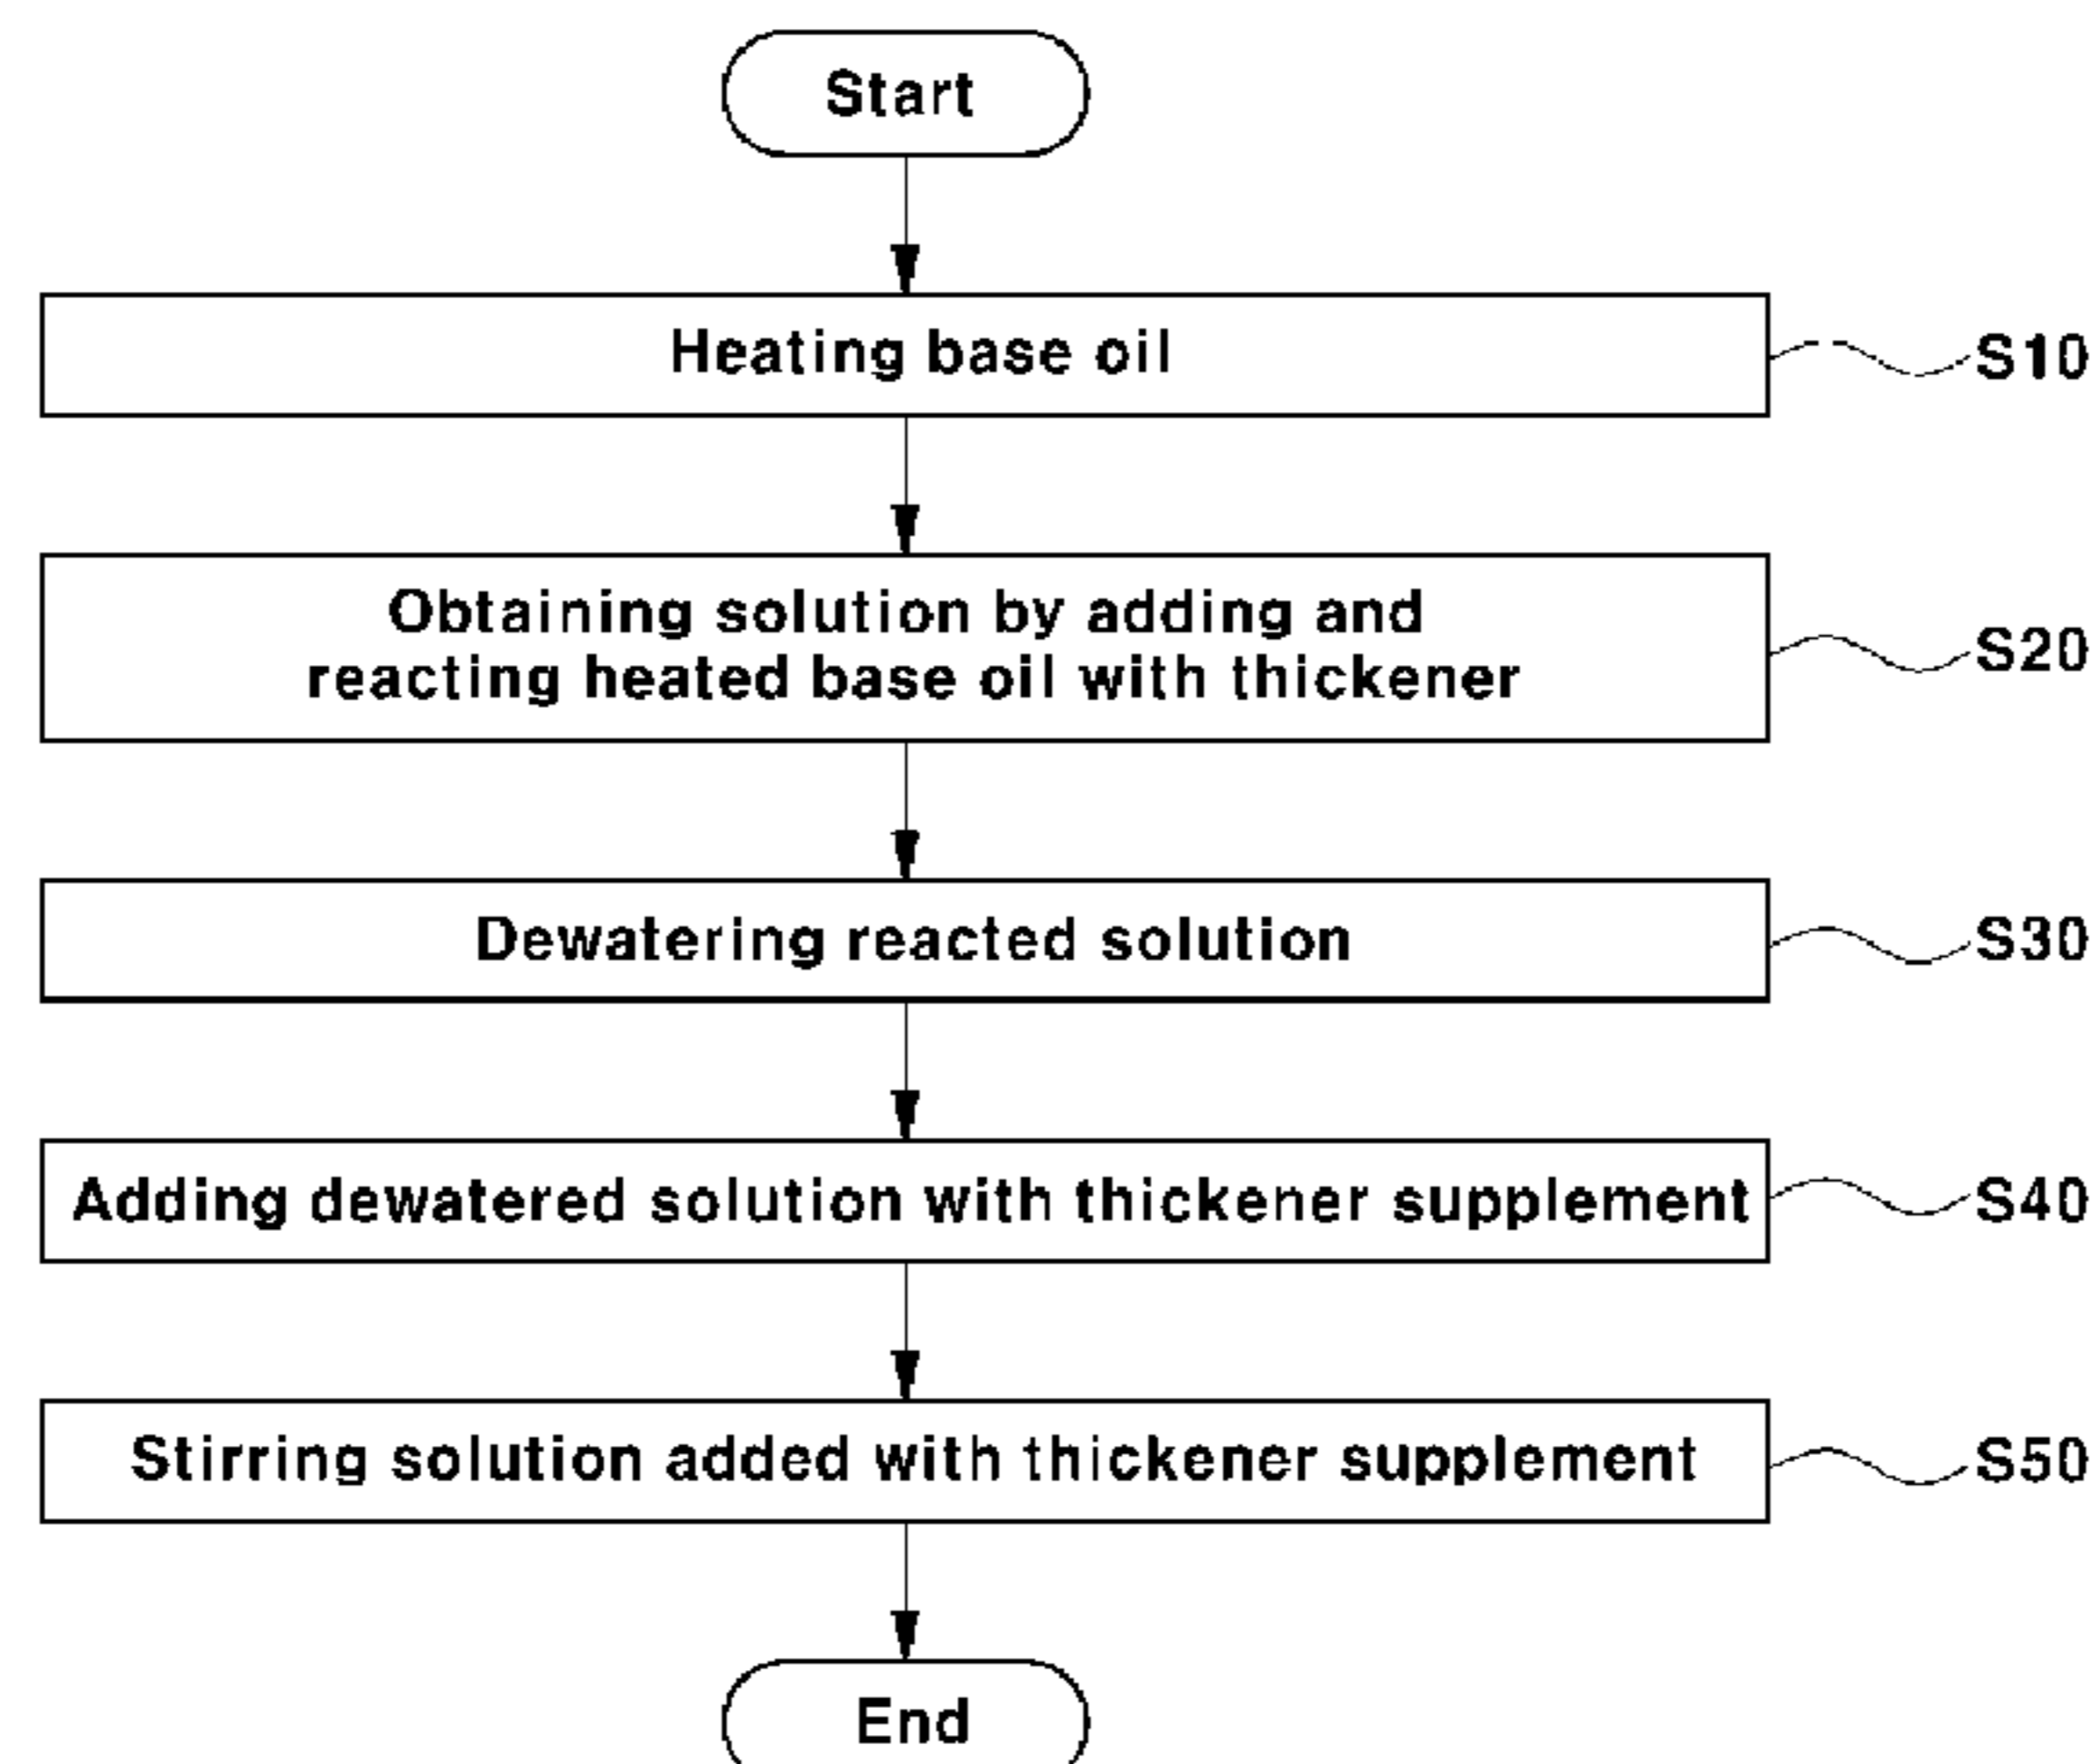 Start
Heating base oil
S10
Obtaining solution by adding and
reacting heated base oil with thickener
S20
Dewatering reacted solution
S30
Adding dewatered solution with thickener supplement
S40
Stirring solution added with thickener supplement
S50
End